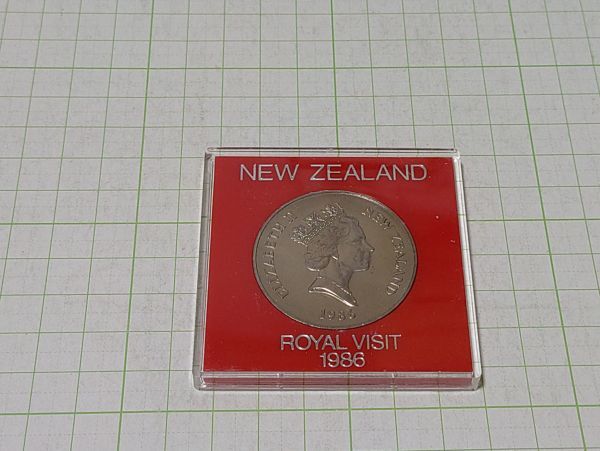 NEW ZEALAND
ELIZABETH II
NEW ZEALAND
1986
ROYAL VISIT
1986